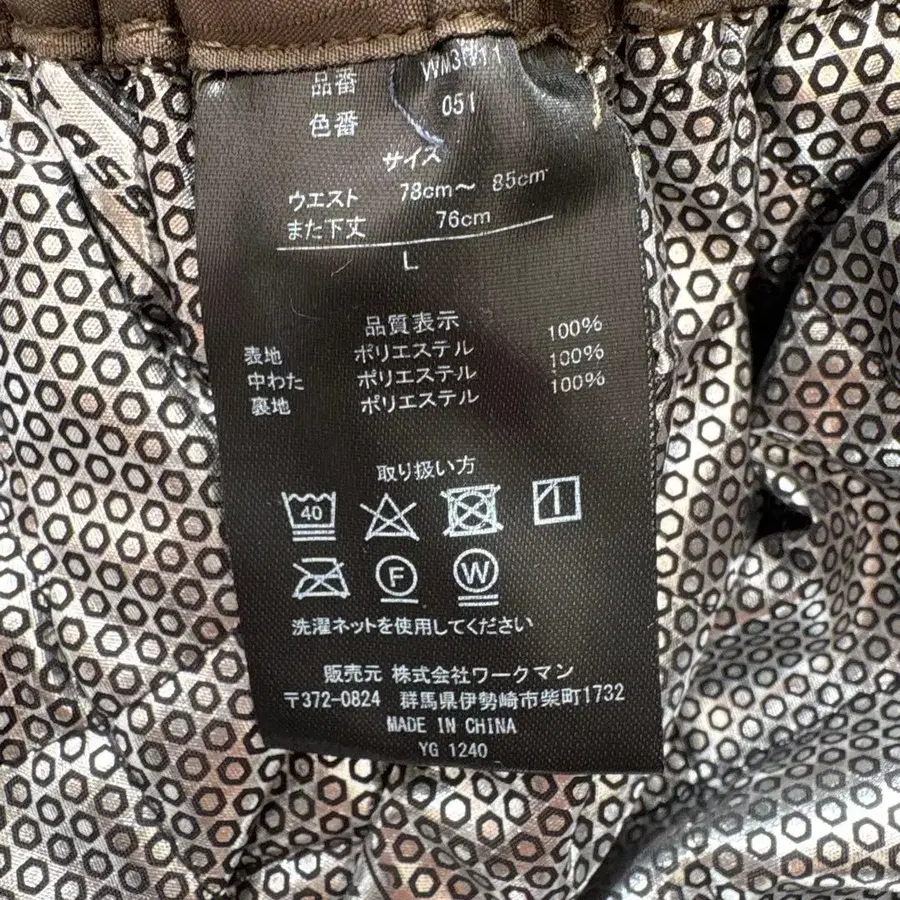 品番
色番 051
サイズ
ウエスト 78cm～ 85cm
また下丈 76cm
L
品質表示
表地 ポリエステル 100%
中わた ポリエステル 100%
裏地 ポリエステル 100%
取り扱い方
40
F W
洗濯ネットを使用してください
販売元 株式会社ワークマン
〒372-0824 群馬県伊勢崎市柴町1732
MADE IN CHINA
YG 1240